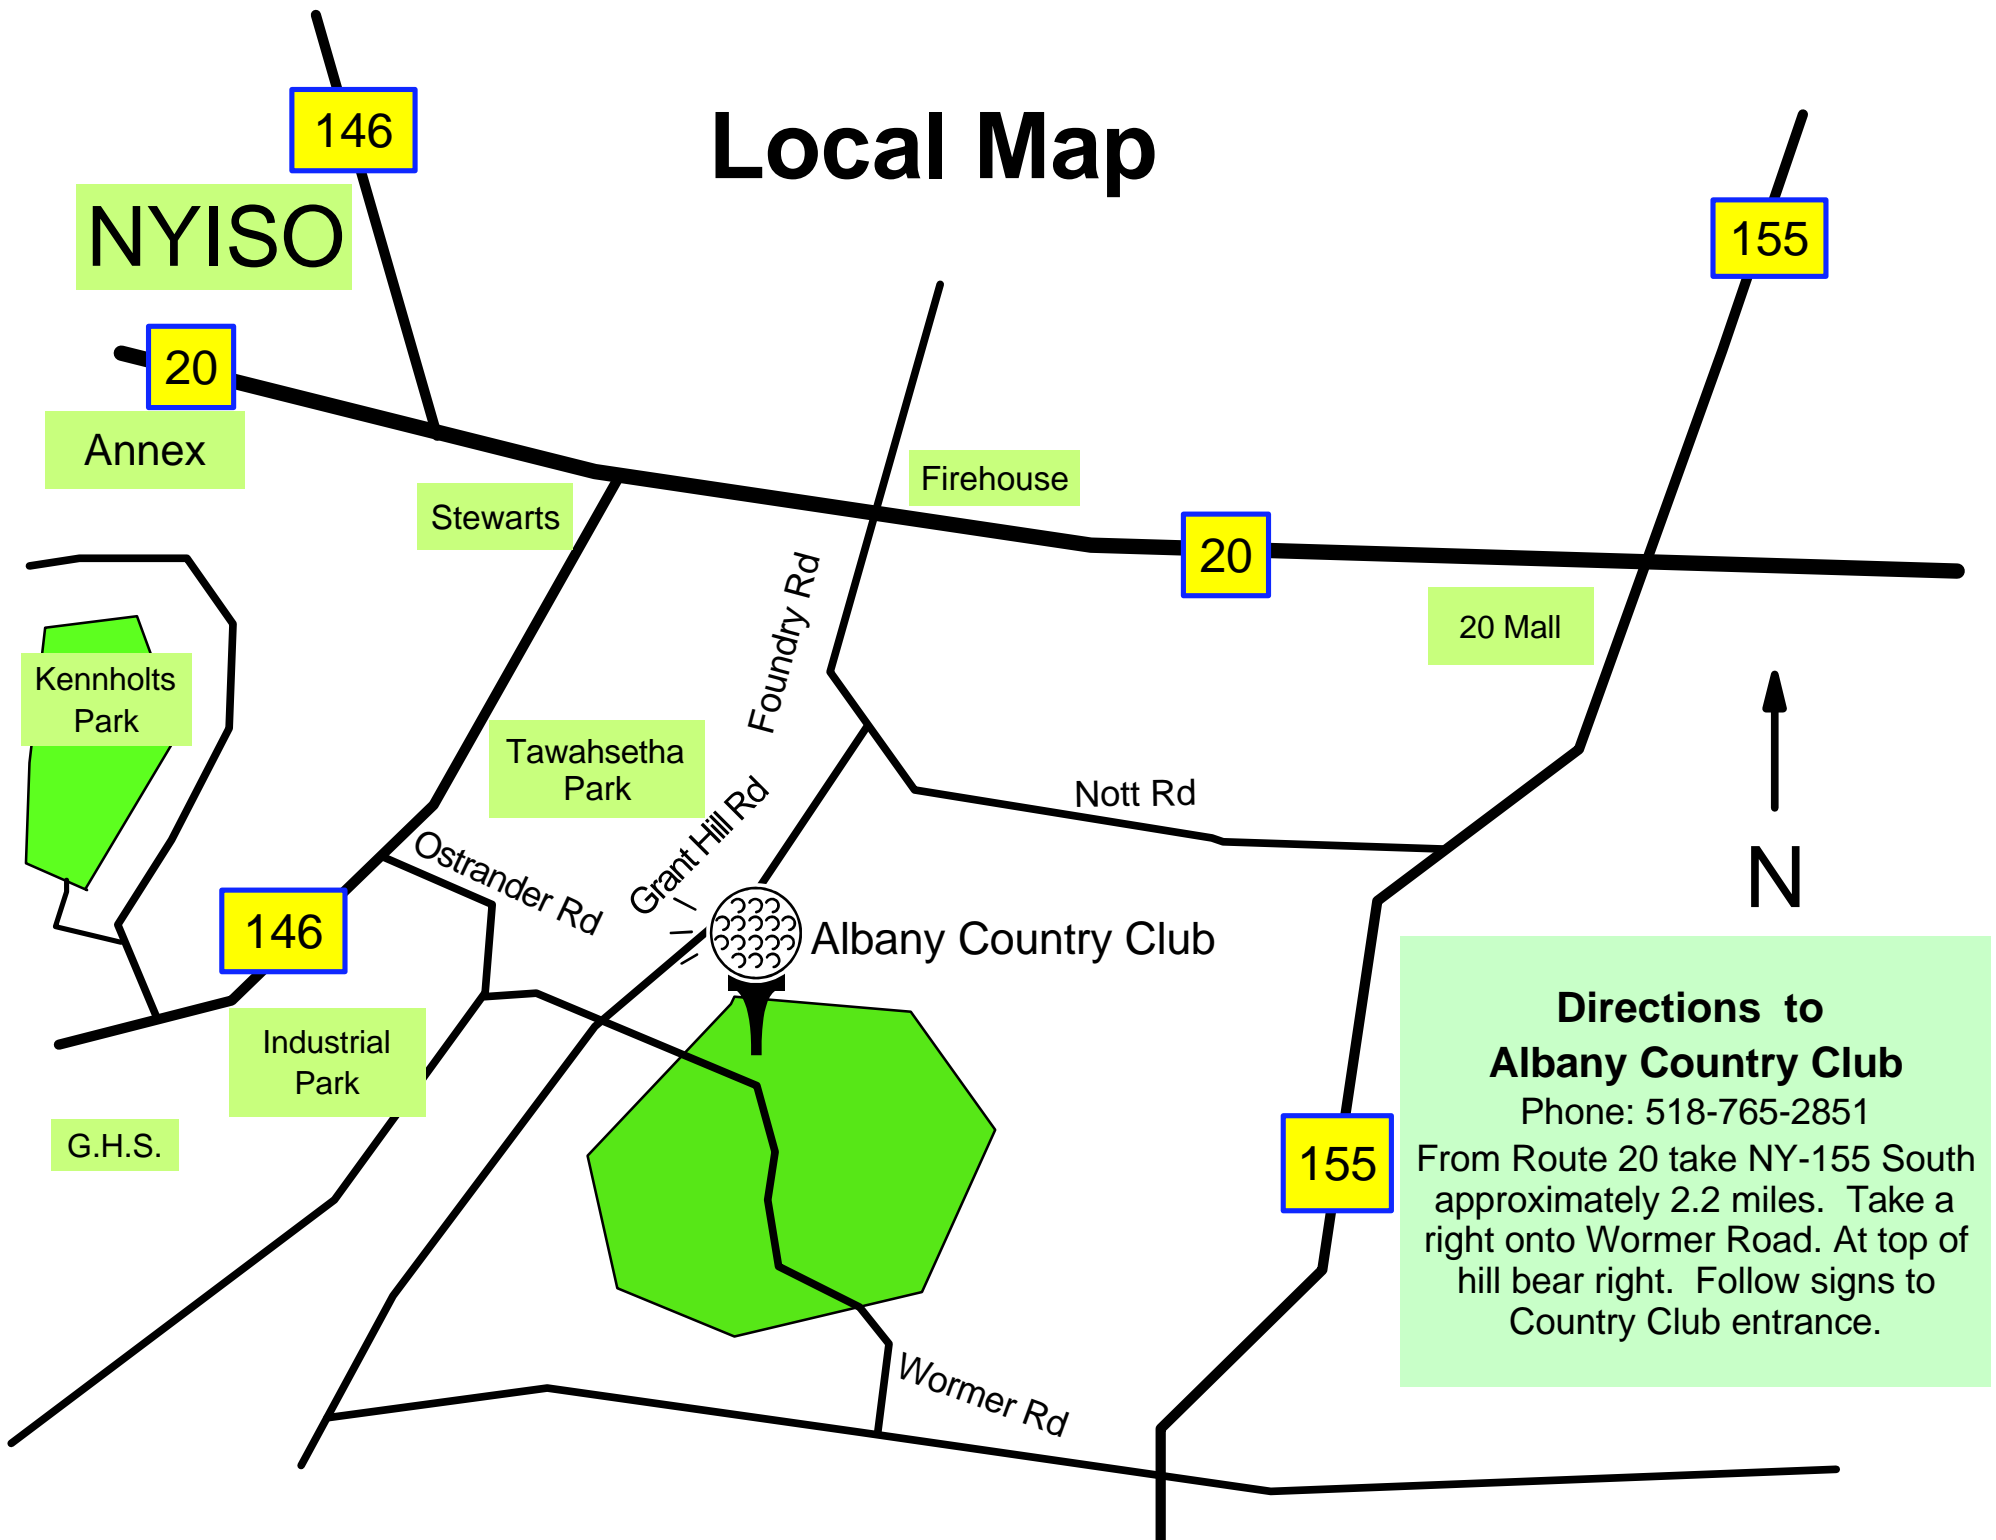 146
Local Map
NYISO
155
20
Annex
Firehouse
Stewarts
20
Foundry Rd
20 Mall
Kennholts
Park
Tawahsetha
Park
Nott Rd
Grant Hill Rd
Ostrander Rd
N
146
Albany Country Club
Industrial
Park
G.H.S.
155
Directions to
Albany Country Club
Phone: 518-765-2851
From Route 20 take NY-155 South
approximately 2.2 miles. Take a
right onto Wormer Road. At top of
hill bear right. Follow signs to
Country Club entrance.
Wormer Rd